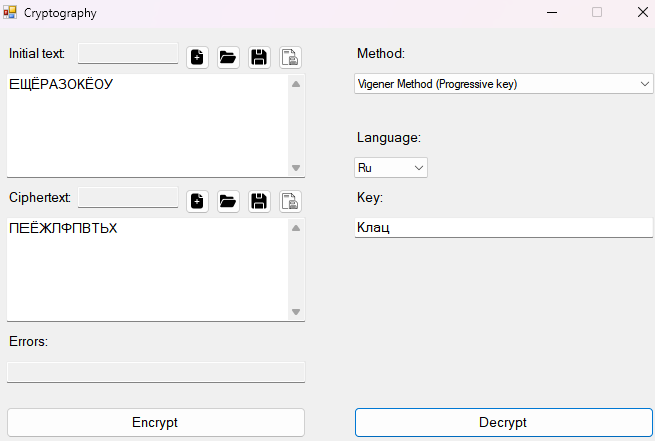 Cryptography
Initial text:
Method:
ЕЩЁРАЗОКЁОУ
Vigener Method (Progressive key)
Language:
Ru
Ciphertext:
Key:
ПЕЁЖЛФПВТЬХ
Клац
Errors:
Encrypt
Decrypt